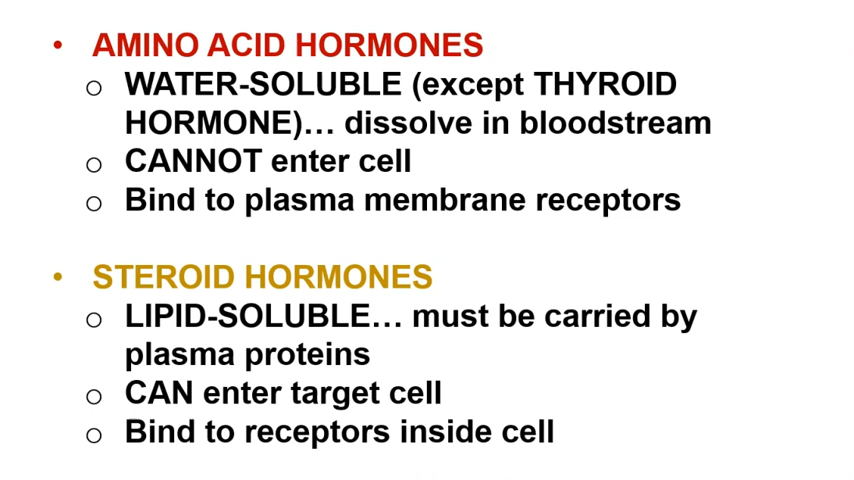 • AMINO ACID HORMONES
o WATER-SOLUBLE (except THYROID
HORMONE)… dissolve in bloodstream
o CANNOT enter cell
o Bind to plasma membrane receptors
• STEROID HORMONES
o LIPID-SOLUBLE… must be carried by
plasma proteins
o CAN enter target cell
o Bind to receptors inside cell